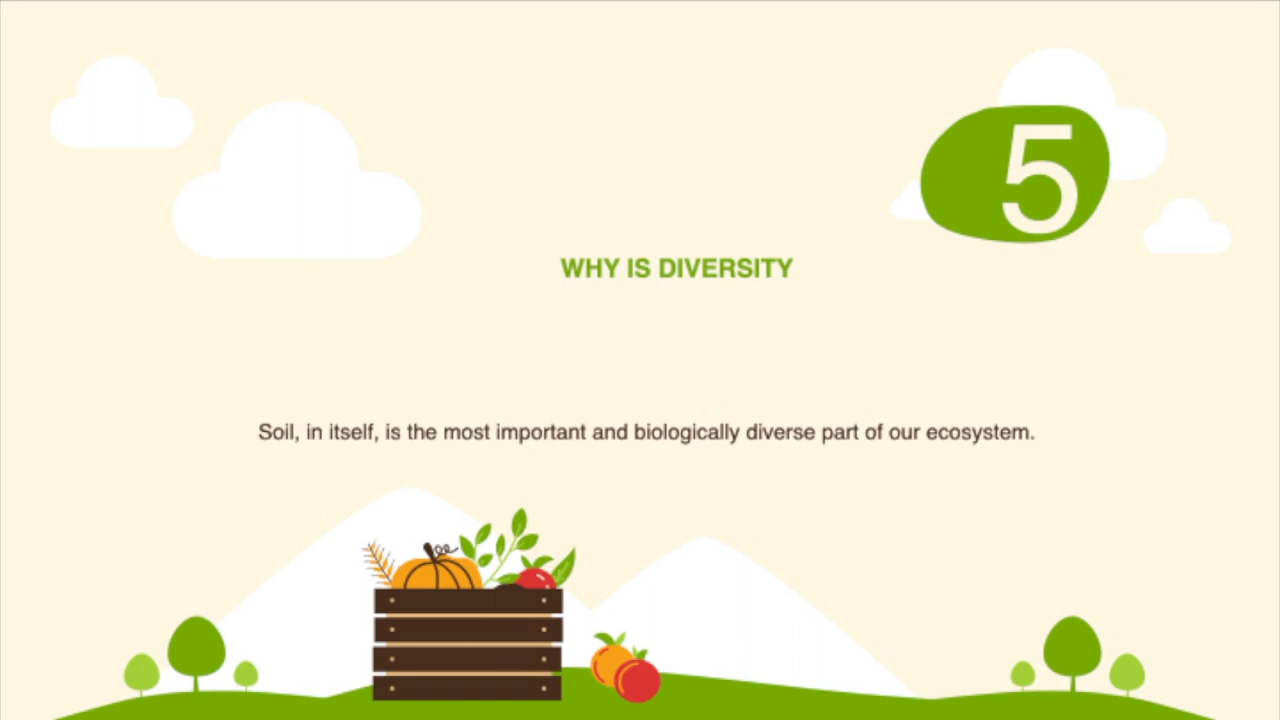 5
WHY IS DIVERSITY
Soil, in itself, is the most important and biologically diverse part of our ecosystem.